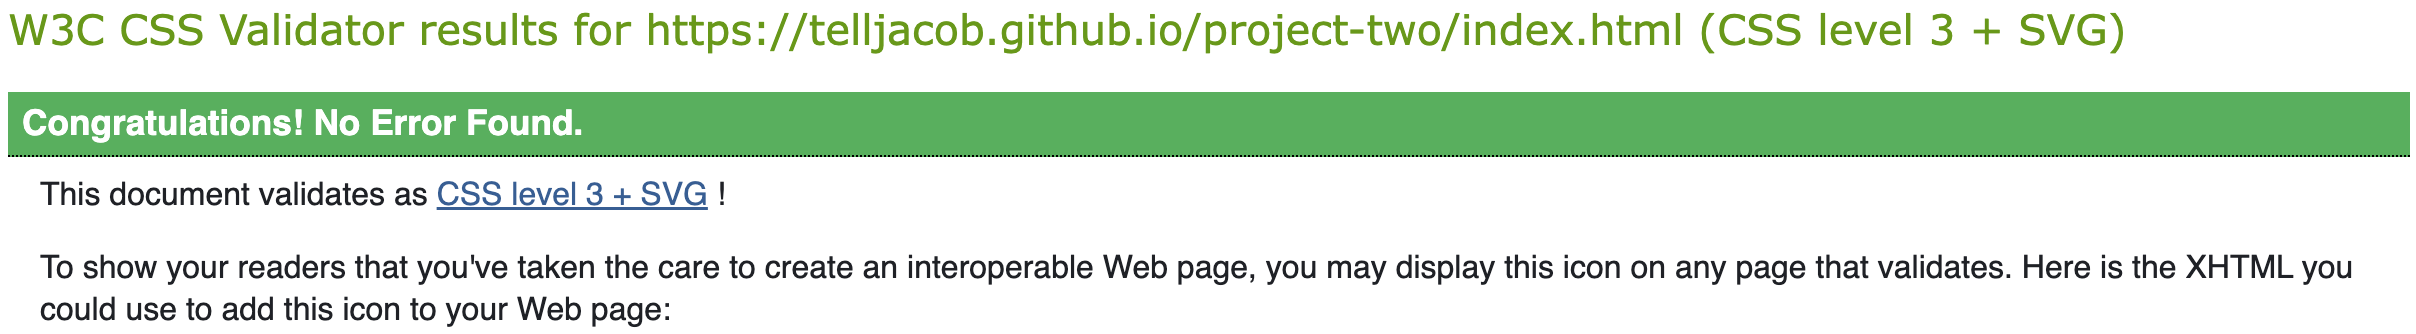 W3C CSS Validator results for https://telljacob.github.io/project-two/index.html (CSS level 3 + SVG)
Congratulations! No Error Found.
This document validates as CSS level 3 + SVG !
To show your readers that you've taken the care to create an interoperable Web page, you may display this icon on any page that validates. Here is the XHTML you
could use to add this icon to your Web page: